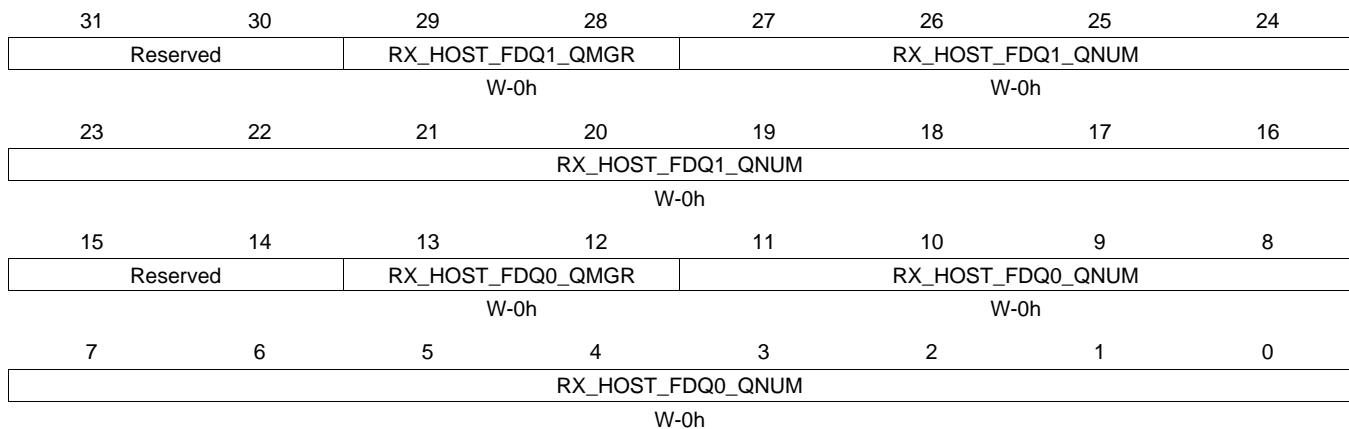 31 30 29 28 27 26 25 24
Reserved RX_HOST_FDQ1_QMGR RX_HOST_FDQ1_QNUM
W-0h W-0h
23 22 21 20 19 18 17 16
RX_HOST_FDQ1_QNUM
W-0h
15 14 13 12 11 10 9 8
Reserved RX_HOST_FDQ0_QMGR RX_HOST_FDQ0_QNUM
W-0h W-0h
7 6 5 4 3 2 1 0
RX_HOST_FDQ0_QNUM
W-0h